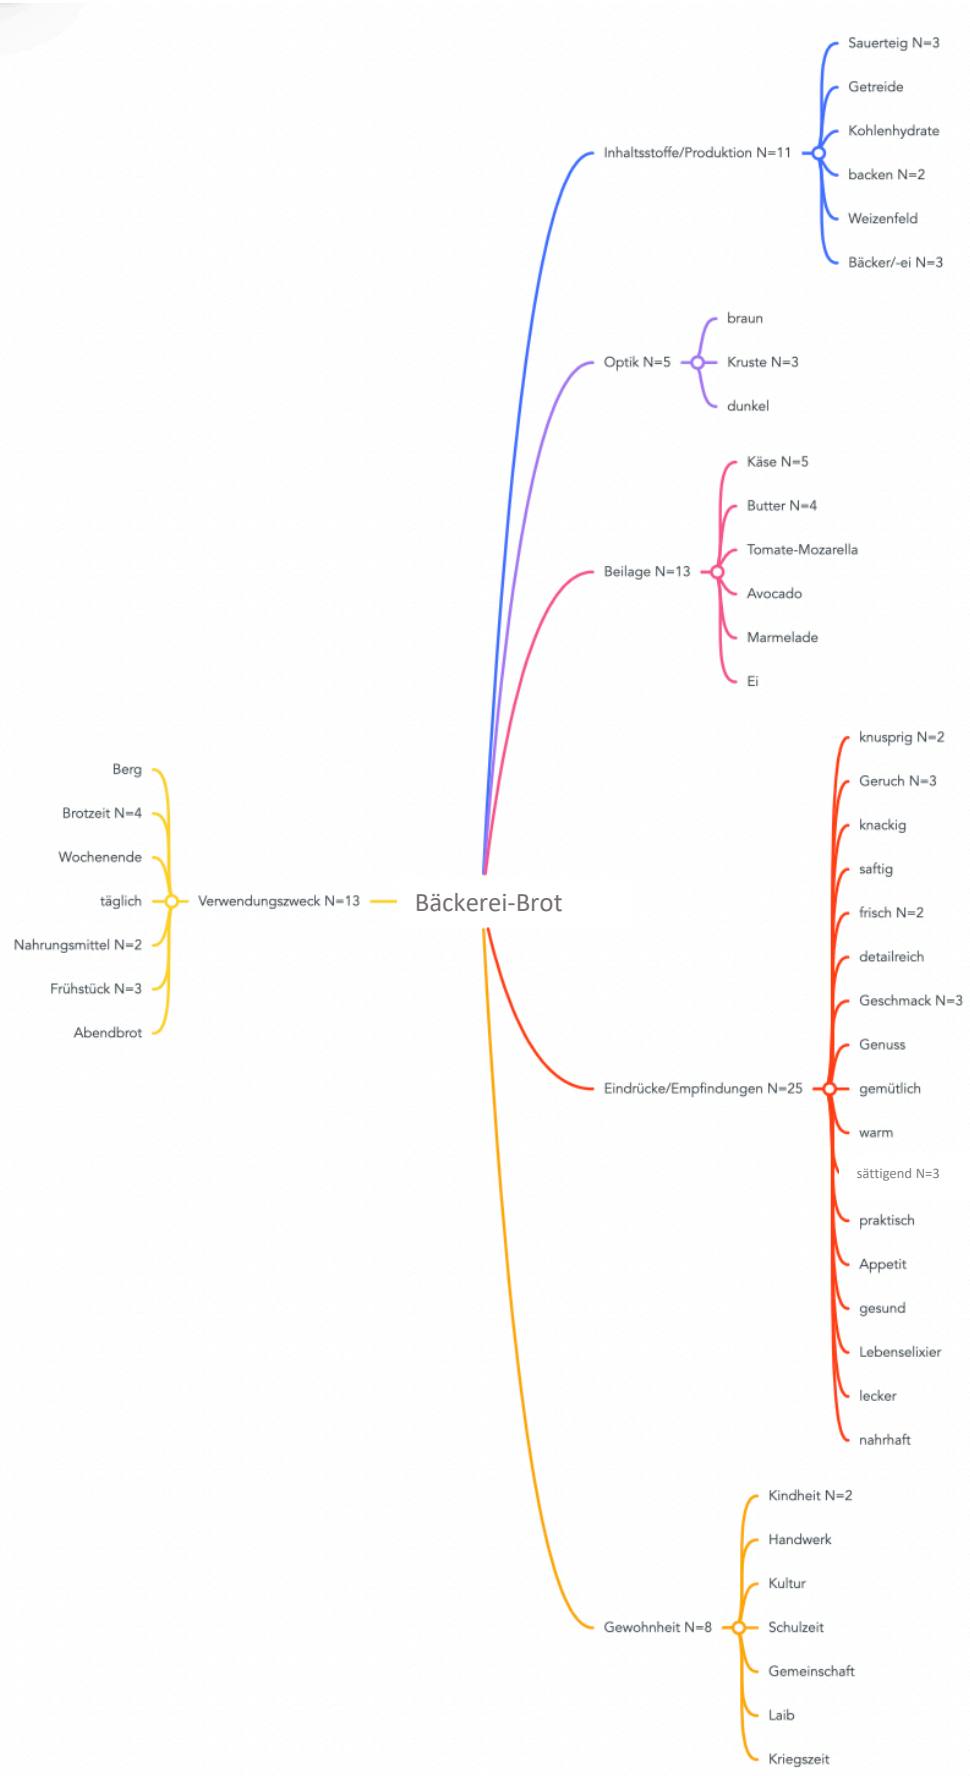 Bäckerei-Brot
Inhaltsstoffe/Produktion N=11
Sauerteig N=3
Getreide
Kohlenhydrate
backen N=2
Weizenfeld
Bäcker/-ei N=3
Optik N=5
braun
Kruste N=3
dunkel
Beilage N=13
Käse N=5
Butter N=4
Tomate-Mozarella
Avocado
Marmelade
Ei
Eindrücke/Empfindungen N=25
knusprig N=2
Geruch N=3
knackig
saftig
frisch N=2
detailreich
Geschmack N=3
Genuss
gemütlich
warm
sättigend N=3
praktisch
Appetit
gesund
Lebenselixier
lecker
nahrhaft
Gewohnheit N=8
Kindheit N=2
Handwerk
Kultur
Schulzeit
Gemeinschaft
Laib
Kriegszeit
Verwendungszweck N=13
Berg
Brotzeit N=4
Wochenende
täglich
Nahrungsmittel N=2
Frühstück N=3
Abendbrot